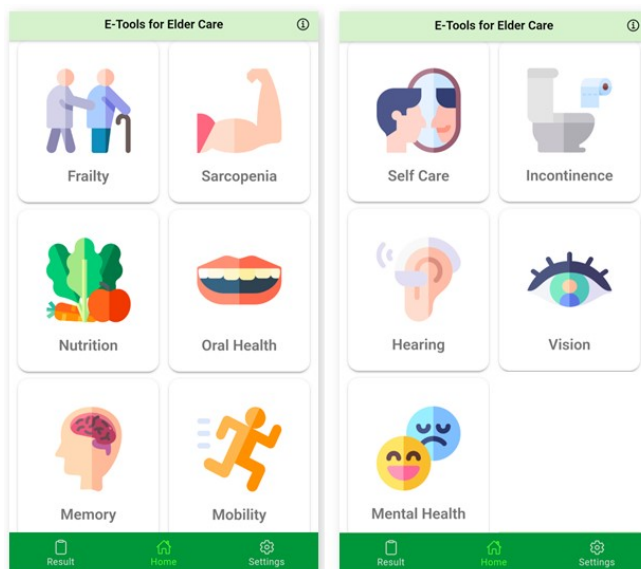 E-Tools for Elder Care
Frailty
Sarcopenia
Nutrition
Oral Health
Memory
Mobility
Result
Home
Settings
E-Tools for Elder Care
Self Care
Incontinence
Hearing
Vision
Mental Health
Result
Home
Settings